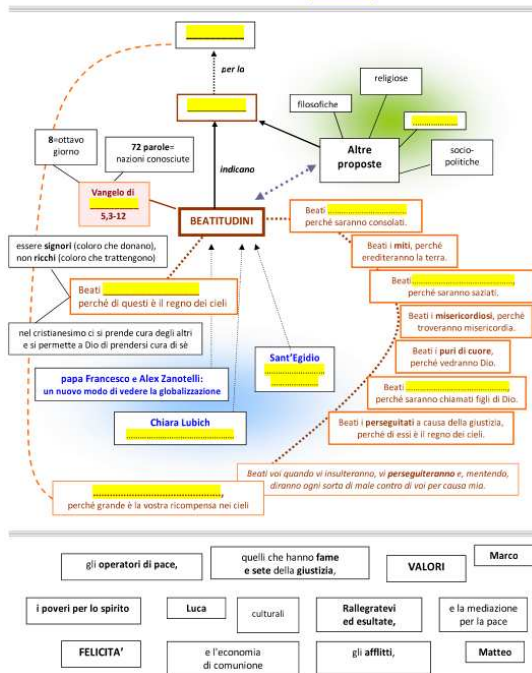 per la
religiose
filosofiche
Altre
proposte
socio-
politiche
8=ottavo
giorno
72 parole=
nazioni conosciute
indicano
Vangelo di
5,3-12
BEATITUDINI
Beati
perché saranno consolati.
Beati i miti, perché
erediteranno la terra.
essere signori (coloro che donano),
non ricchi (coloro che trattengono)
Beati
perché di questi è il regno dei cieli
nel cristianesimo ci si prende cura degli altri
e si permette a Dio di prendersi cura di sè
Beati
perché saranno saziati.
Beati i misericordiosi, perché
troveranno misericordia.
Beati i puri di cuore,
perché vedranno Dio.
Beati
perché saranno chiamati figli di Dio.
Beati i perseguitati a causa della giustizia,
perché di essi è il regno dei cieli.
Sant'Egidio
papa Francesco e Alex Zanotelli:
un nuovo modo di vedere la globalizzazione
Chiara Lubich
Beati voi quando vi insulteranno, vi perseguiteranno e, mentendo,
diranno ogni sorta di male contro di voi per causa mia.
perché grande è la vostra ricompensa nei cieli
gli operatori di pace,
quelli che hanno fame
e sete della giustizia,
VALORI
Marco
i poveri per lo spirito
Luca
culturali
Rallegratevi
ed esultate,
e la mediazione
per la pace
FELICITA'
e l'economia
di comunione
gli afflitti,
Matteo